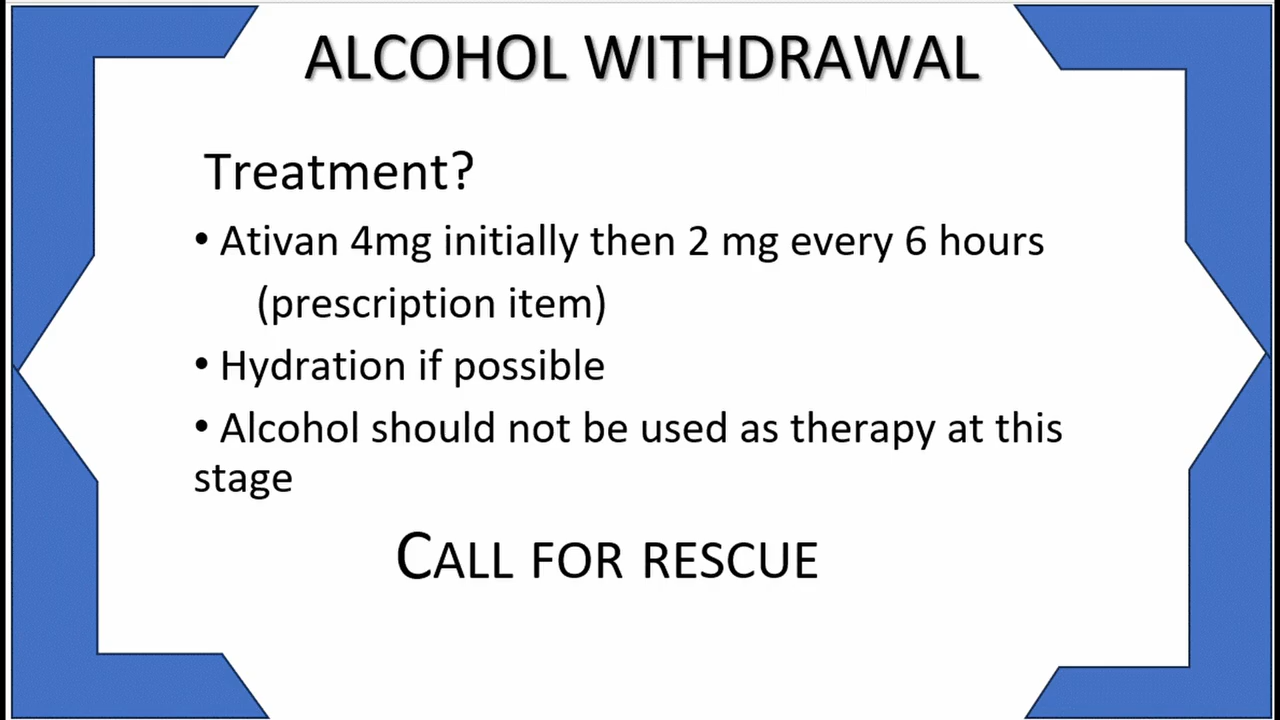 ALCOHOL WITHDRAWAL
Treatment?
• Ativan 4mg initially then 2 mg every 6 hours
(prescription item)
• Hydration if possible
• Alcohol should not be used as therapy at this
stage
CALL FOR RESCUE